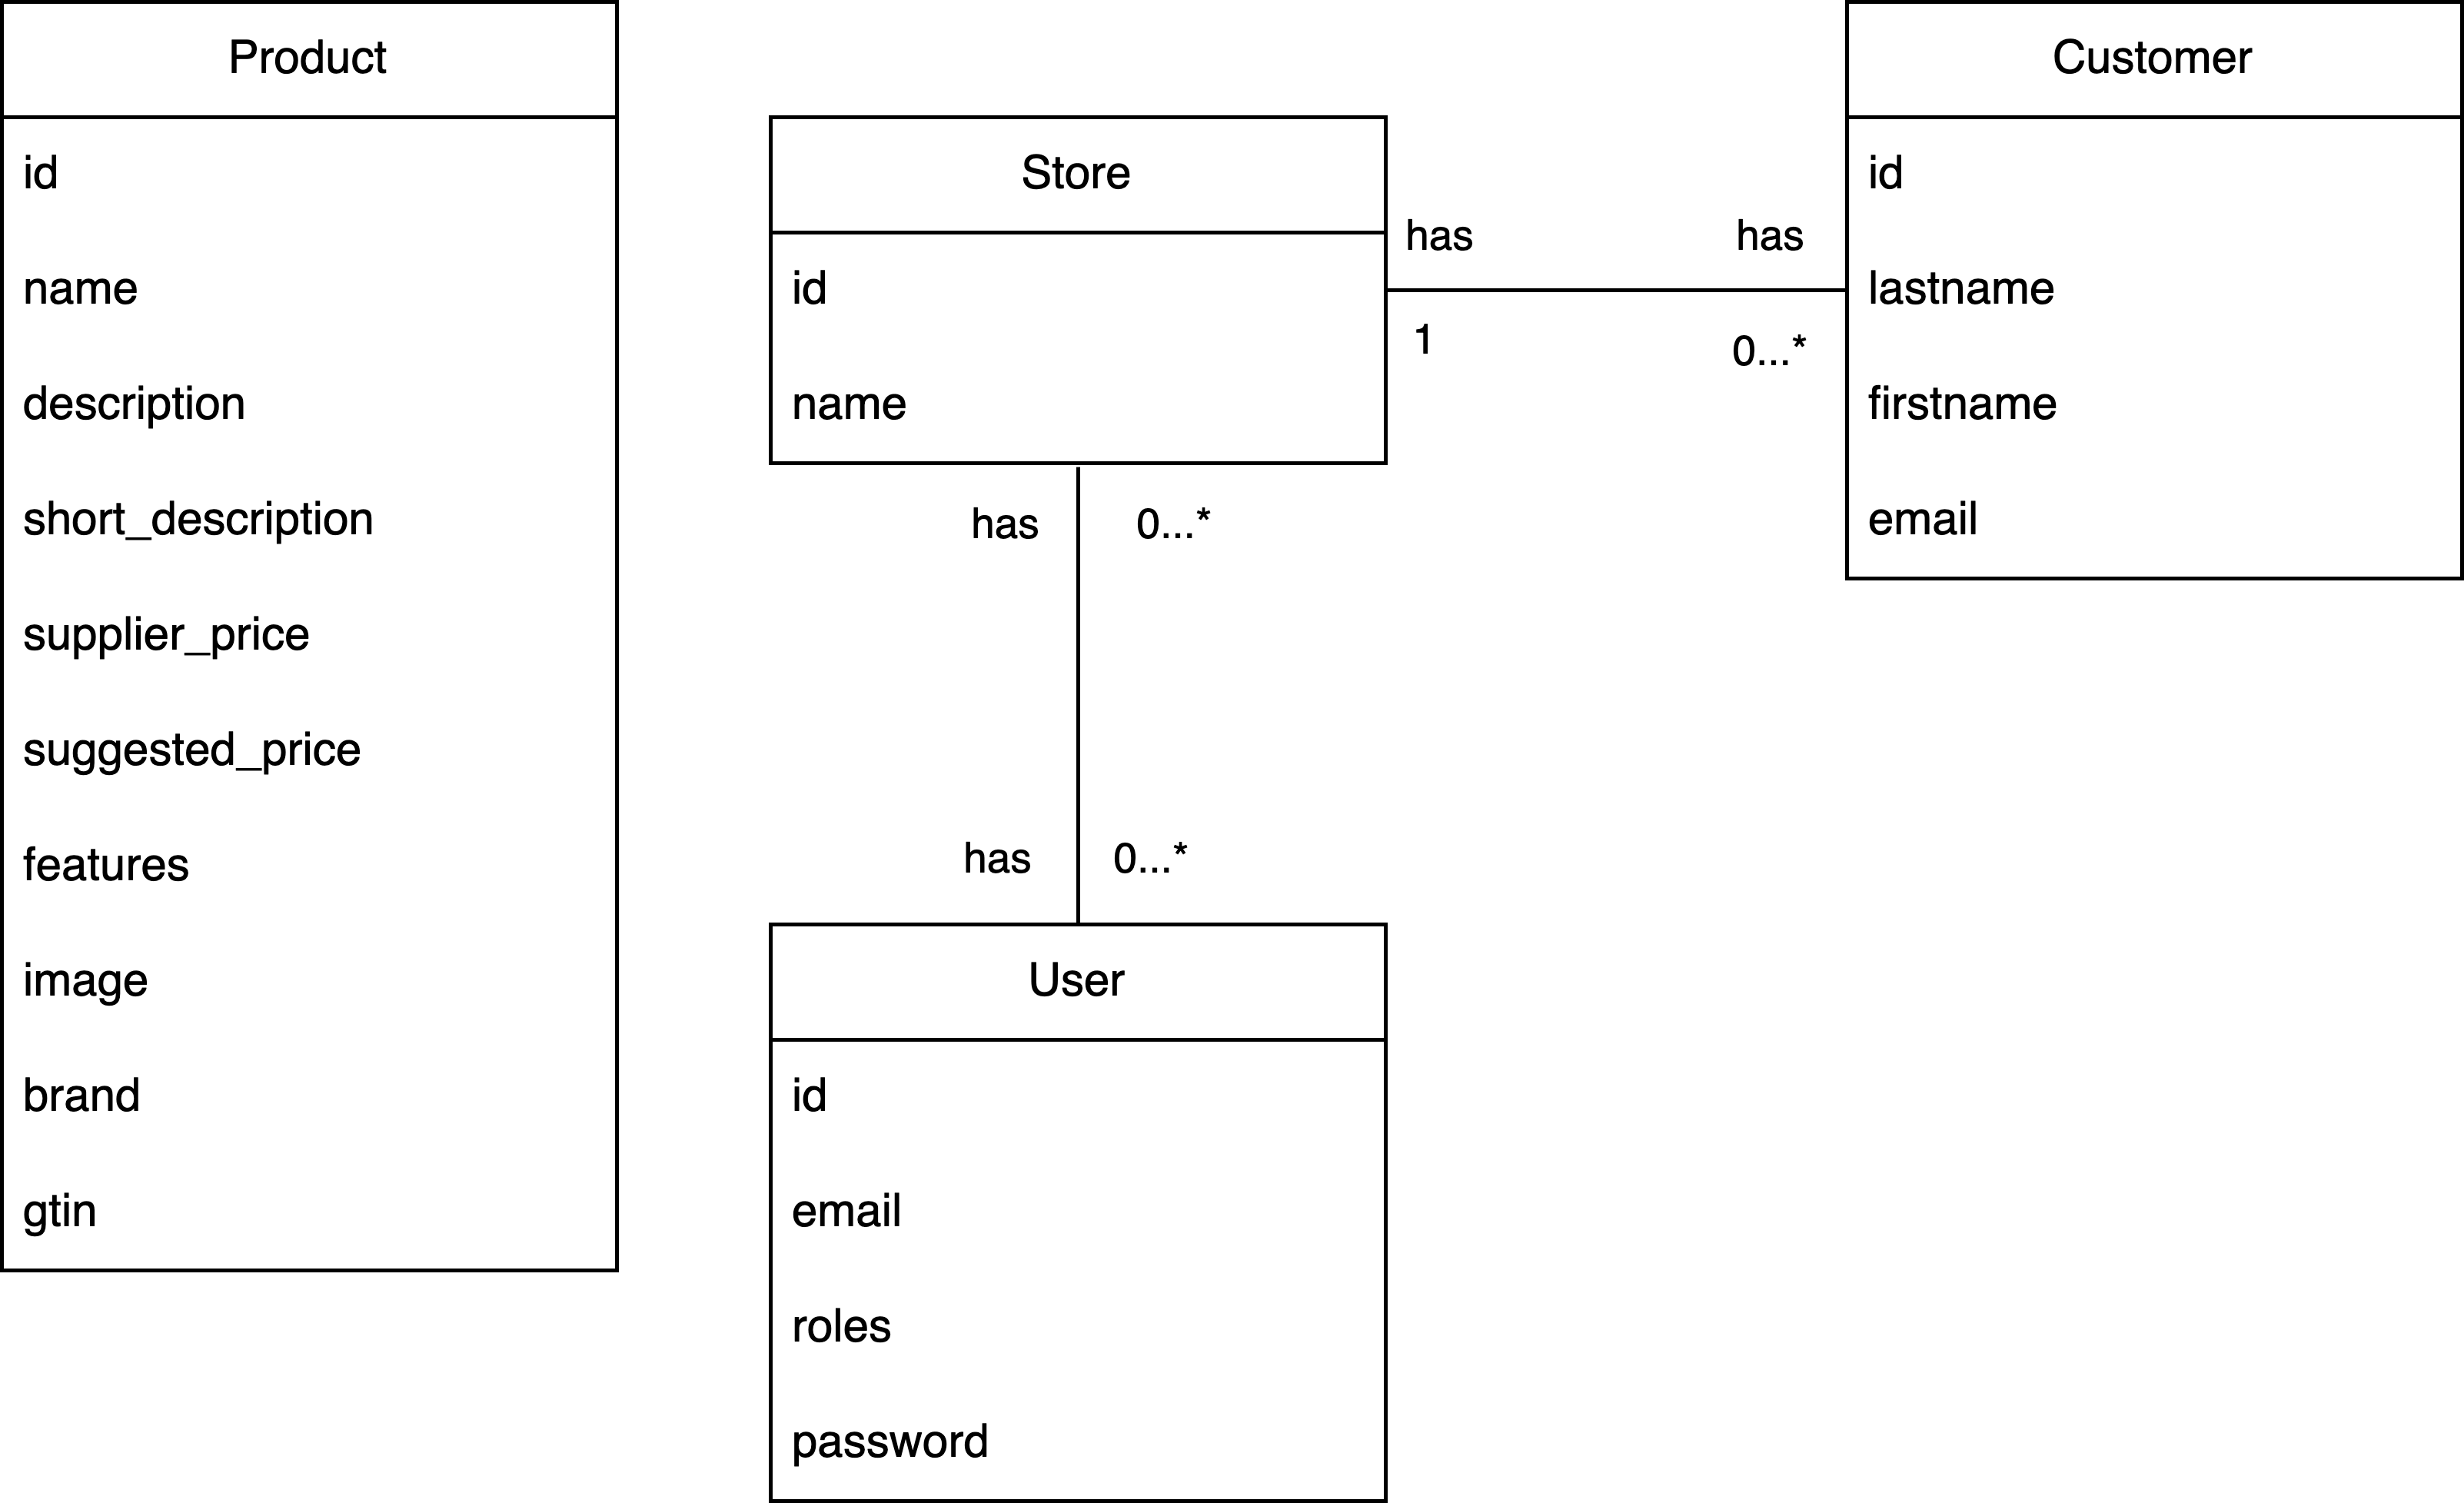 Product
id
name
description
short_description
supplier_price
suggested_price
features
image
brand
gtin
Store
id
name
has
1
has
0...*
Customer
id
lastname
firstname
email
has
0...*
has
0...*
User
id
email
roles
password